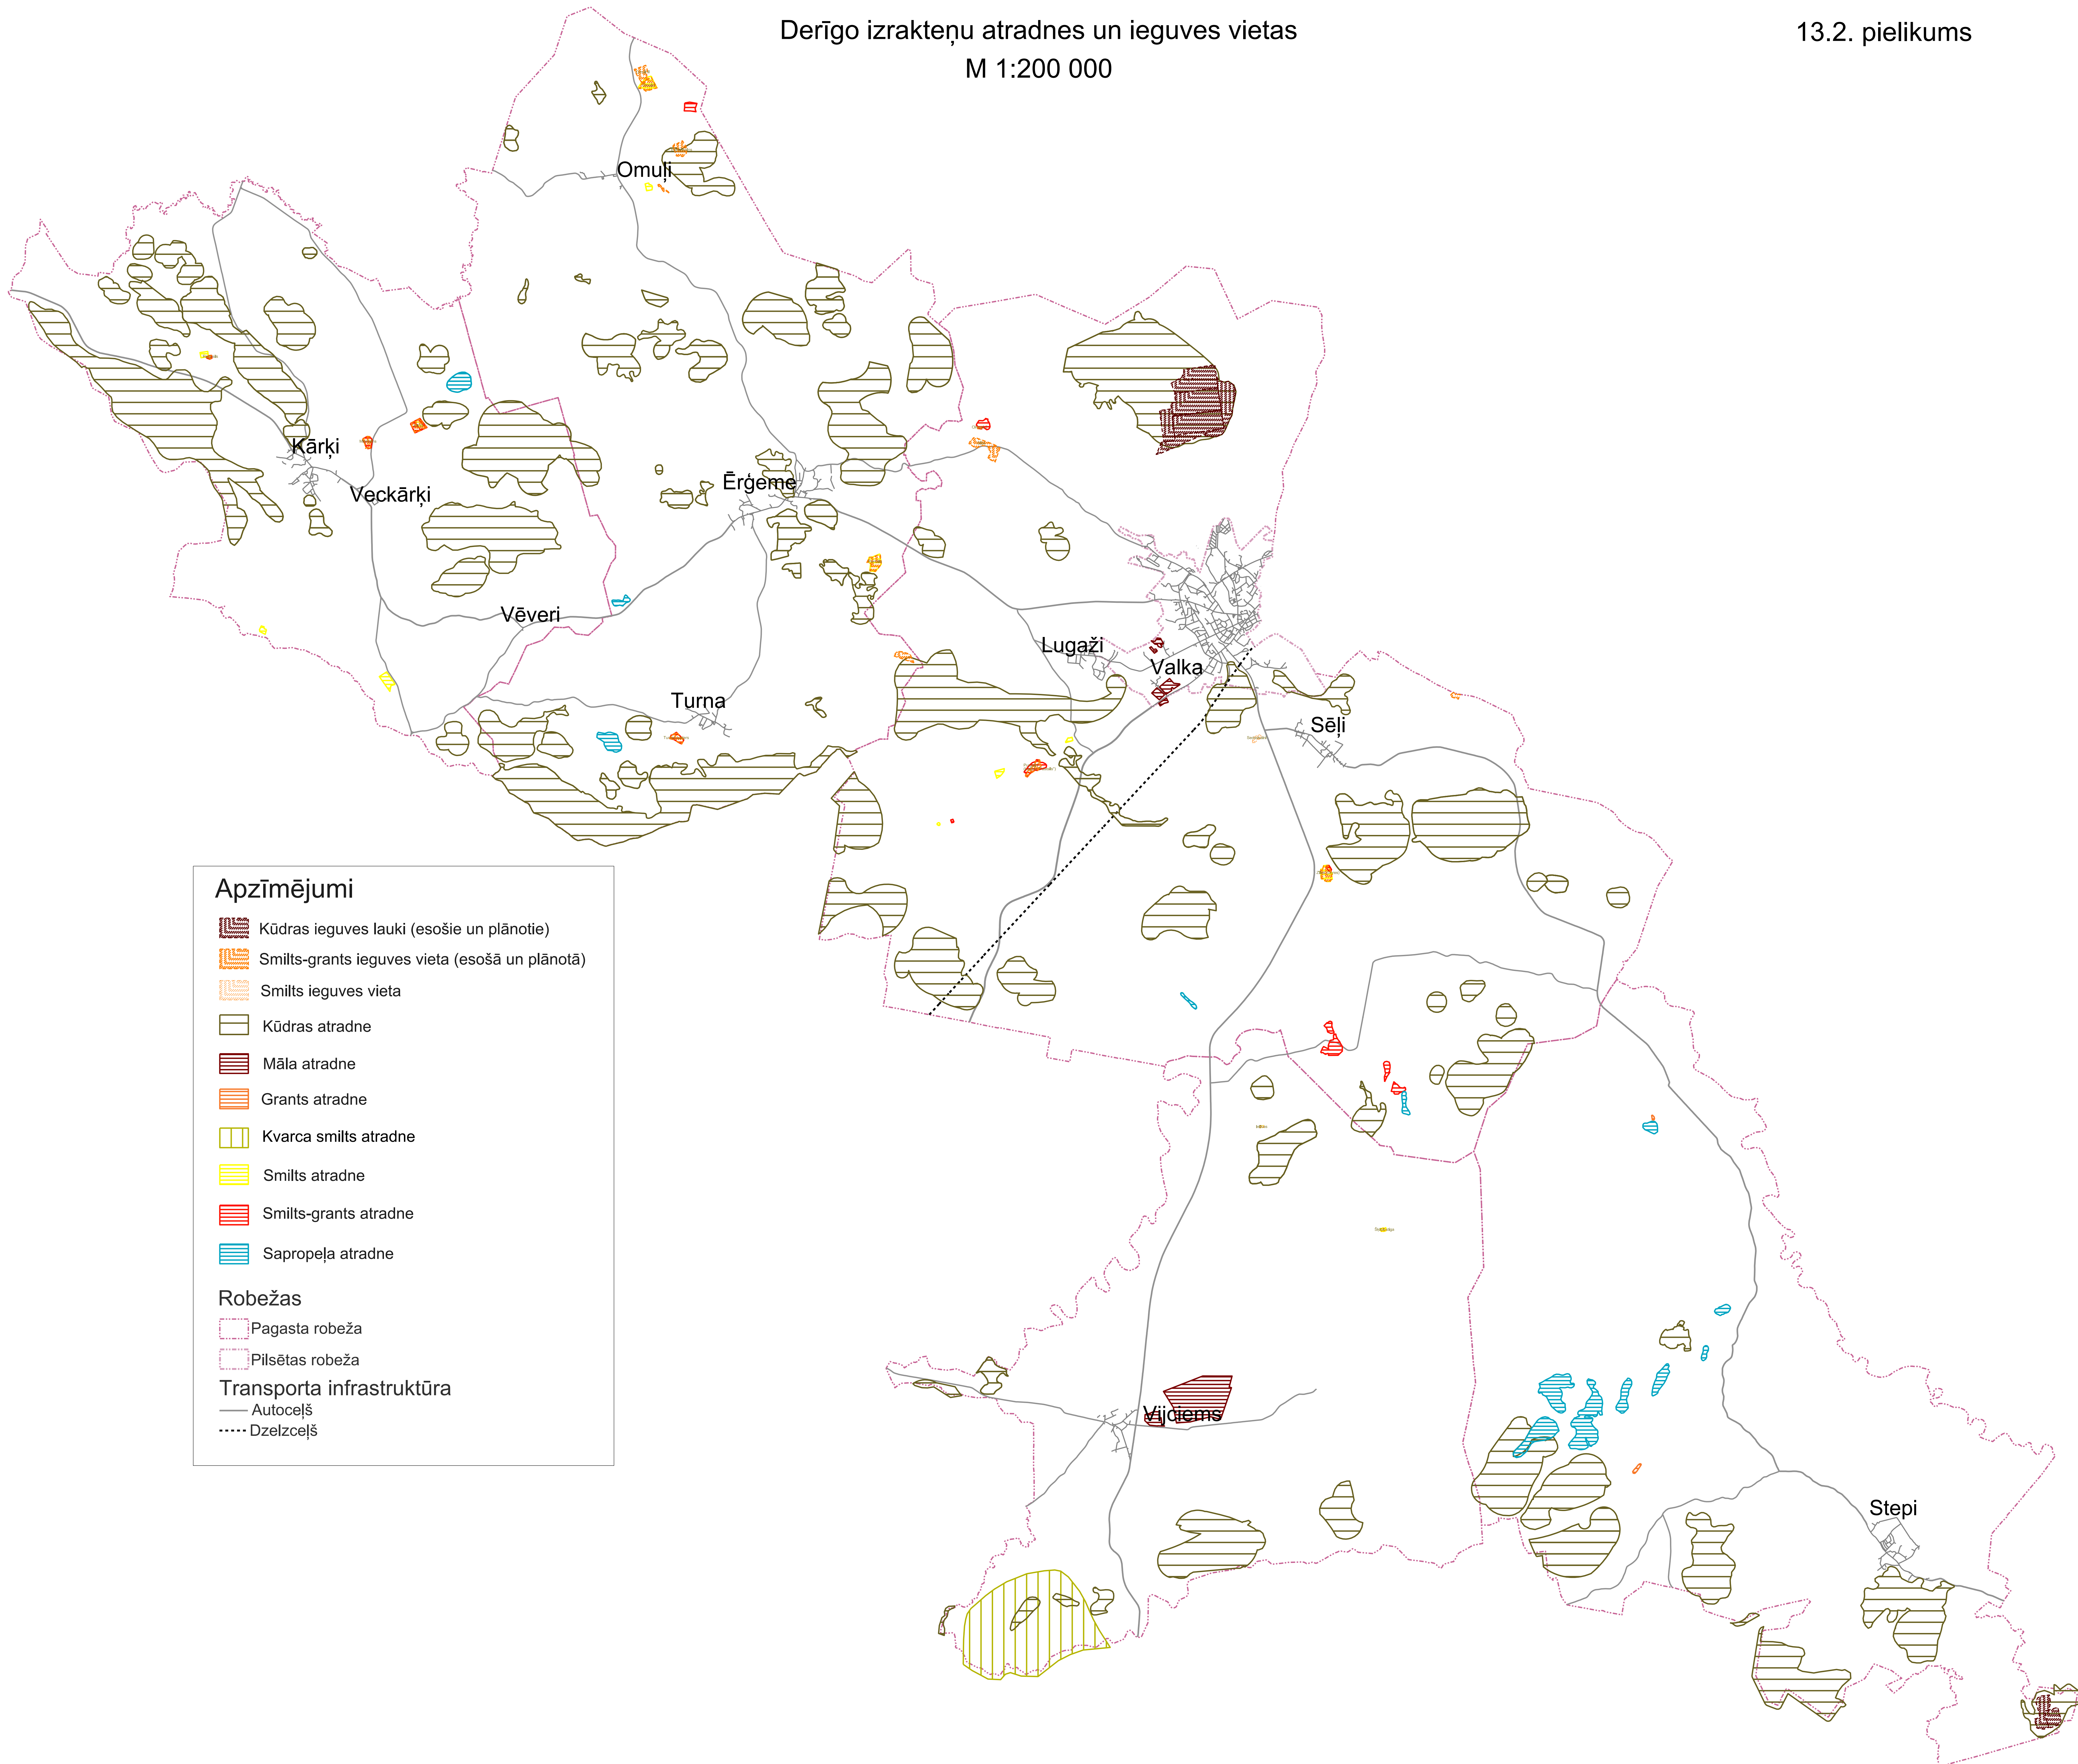 Derīgo izrakteņu atradnes un ieguves vietas
M 1:200 000
13.2. pielikums
Omuļi
Kārķi
Veckārķi
Ērģeme
Vēveri
Lugaži
Valka
Turna
Sēļi
Vijciems
Stepi
Apzīmējumi
Kūdras ieguves lauki (esošie un plānotie)
Smilts-grants ieguves vieta (esošā un plānotā)
Smilts ieguves vieta
Kūdras atradne
Māla atradne
Grants atradne
Kvarca smilts atradne
Smilts atradne
Smilts-grants atradne
Sapropeļa atradne
Robežas
Pagasta robeža
Pilsētas robeža
Transporta infrastruktūra
Autoceļš
Dzelzceļš